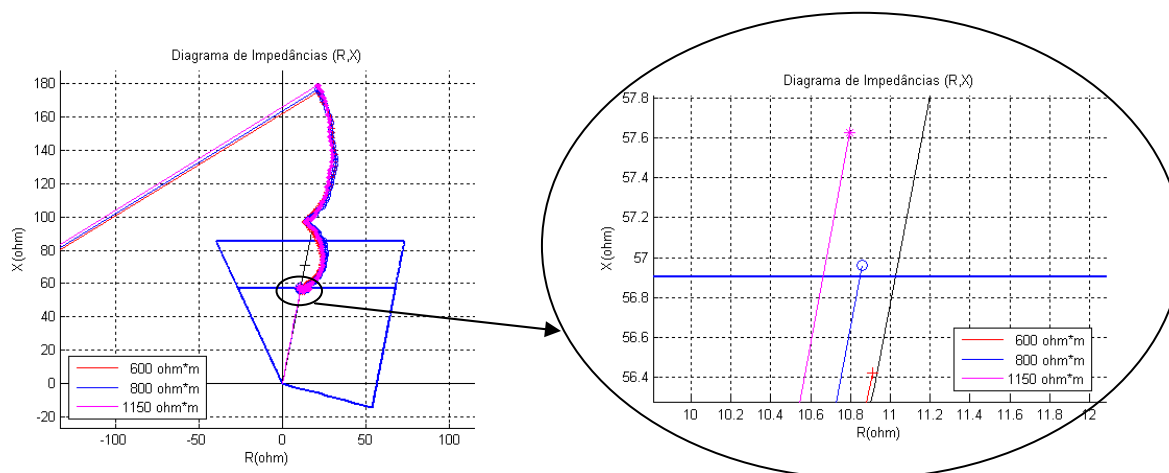 Diagrama de Impedâncias (R,X)
180
160
140
120
100
80
60
40
20
0
-20
X(ohm)
-100
-50
0
50
100
R(ohm)
600 ohm*m
800 ohm*m
1150 ohm*m
Diagrama de Impedâncias (R,X)
57.8
57.6
57.4
57.2
57
56.8
56.6
56.4
X(ohm)
10
10.2
10.4
10.6
10.8
11
11.2
11.4
11.6
11.8
12
R(ohm)
600 ohm*m
800 ohm*m
1150 ohm*m